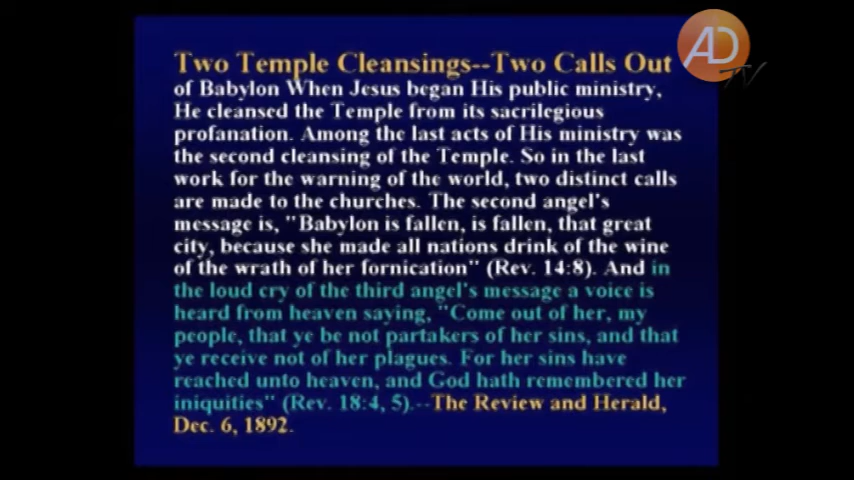 AD
TV
Two Temple Cleansings--Two Calls Out
of Babylon When Jesus began His public ministry,
He cleansed the Temple from its sacrilegious
profanation. Among the last acts of His ministry was
the second cleansing of the Temple. So in the last
work for the warning of the world, two distinct calls
are made to the churches. The second angel's
message is, "Babylon is fallen, is fallen, that great
city, because she made all nations drink of the wine
of the wrath of her fornication" (Rev. 14:8). And in
the loud cry of the third angel's message a voice is
heard from heaven saying, "Come out of her, my
people, that ye be not partakers of her sins, and that
ye receive not of her plagues. For her sins have
reached unto heaven, and God hath remembered her
iniquities" (Rev. 18:4, 5).--The Review and Herald,
Dec. 6, 1892.